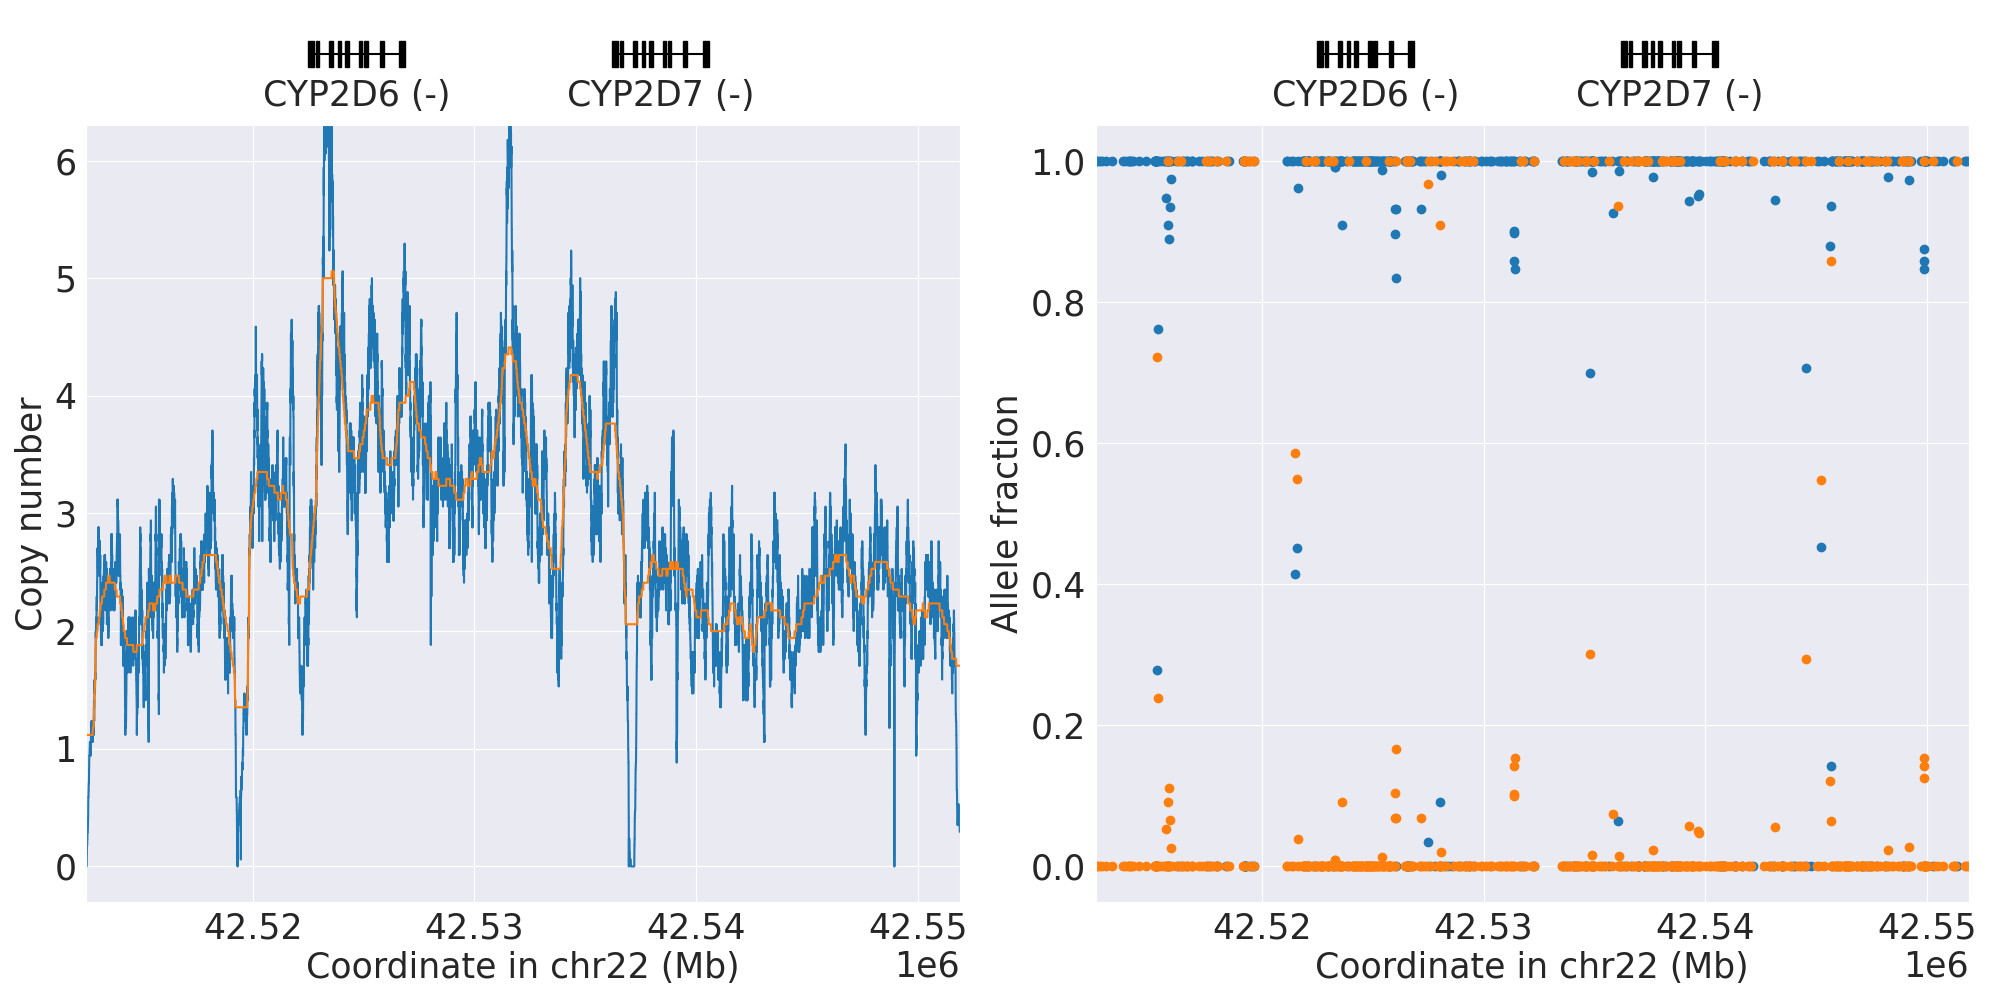 CYP2D6 (-) CYP2D7 (-)
6
5
4
3
2
1
0
Copy number
42.52 42.53 42.54 42.55
Coordinate in chr22 (Mb) 1e6
CYP2D6 (-) CYP2D7 (-)
1.0
0.8
0.6
0.4
0.2
0.0
Allele fraction
42.52 42.53 42.54 42.55
Coordinate in chr22 (Mb) 1e6